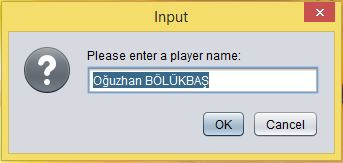 Input
Please enter a player name:
Oğuzhan BÖLÜKBAŞ
OK Cancel